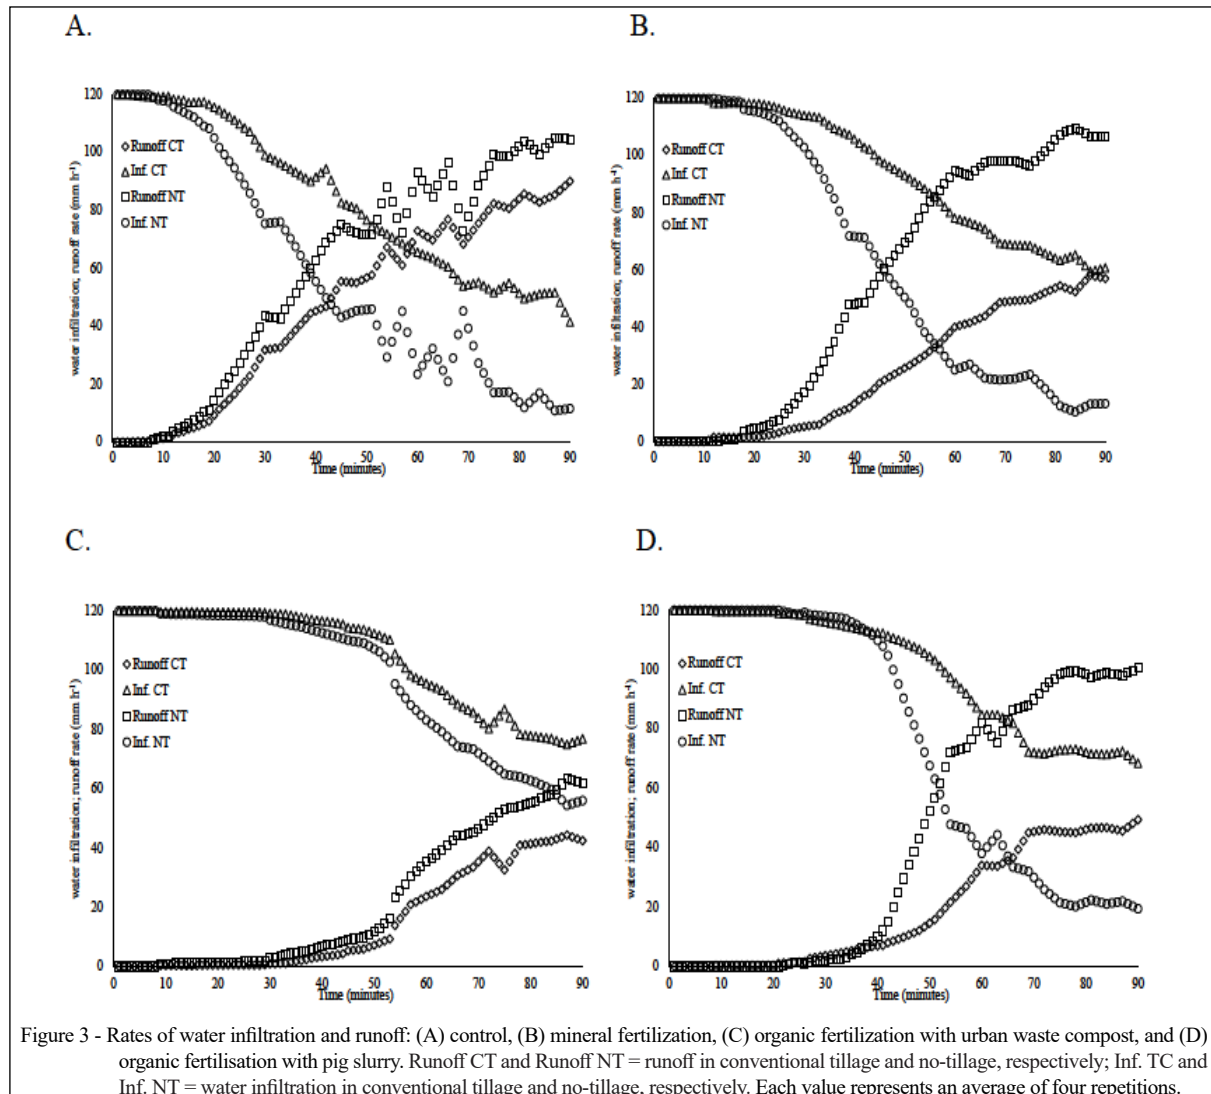 A.
water infiltration; runoff rate (mm h⁻¹)
120
100
80
60
40
20
0
Runoff CT
Inf. CT
Runoff NT
Inf. NT
0 10 20 30 40 50 60 70 80 90
Time (minutes)
B.
water infiltration; runoff rate (mm h⁻¹)
120
100
80
60
40
20
0
Runoff CT
Inf. CT
Runoff NT
Inf. NT
0 10 20 30 40 50 60 70 80 90
Time (minutes)
C.
water infiltration; runoff rate (mm h⁻¹)
120
100
80
60
40
20
0
Runoff CT
Inf. CT
Runoff NT
Inf. NT
0 10 20 30 40 50 60 70 80 90
Time (minutes)
D.
water infiltration; runoff rate (mm h⁻¹)
120
100
80
60
40
20
0
Runoff CT
Inf. CT
Runoff NT
Inf. NT
0 10 20 30 40 50 60 70 80 90
Time (minutes)
Figure 3 - Rates of water infiltration and runoff: (A) control, (B) mineral fertilization, (C) organic fertilization with urban waste compost, and (D)
organic fertilisation with pig slurry. Runoff CT and Runoff NT = runoff in conventional tillage and no-tillage, respectively; Inf. TC and
Inf. NT = water infiltration in conventional tillage and no-tillage, respectively. Each value represents an average of four repetitions.